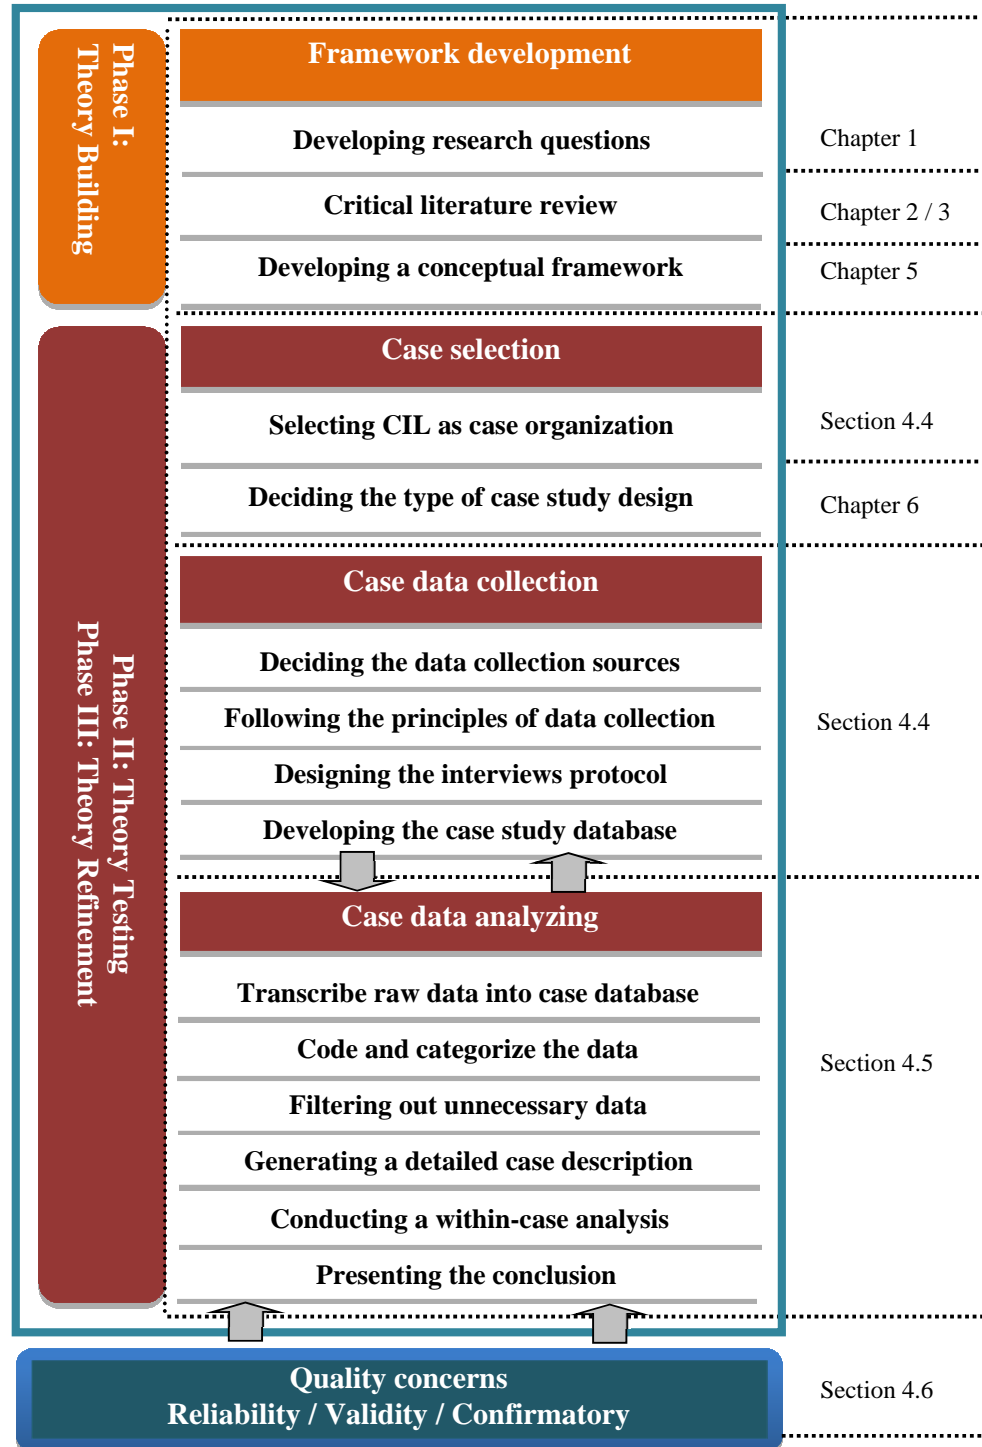 Phase I:
Theory Building
Framework development
Developing research questions
Chapter 1
Critical literature review
Chapter 2 / 3
Developing a conceptual framework
Chapter 5
Phase II: Theory Testing
Phase III: Theory Refinement
Case selection
Selecting CIL as case organization
Section 4.4
Deciding the type of case study design
Chapter 6
Case data collection
Deciding the data collection sources
Following the principles of data collection
Section 4.4
Designing the interviews protocol
Developing the case study database
Case data analyzing
Transcribe raw data into case database
Code and categorize the data
Section 4.5
Filtering out unnecessary data
Generating a detailed case description
Conducting a within-case analysis
Presenting the conclusion
Quality concerns
Reliability / Validity / Confirmatory
Section 4.6